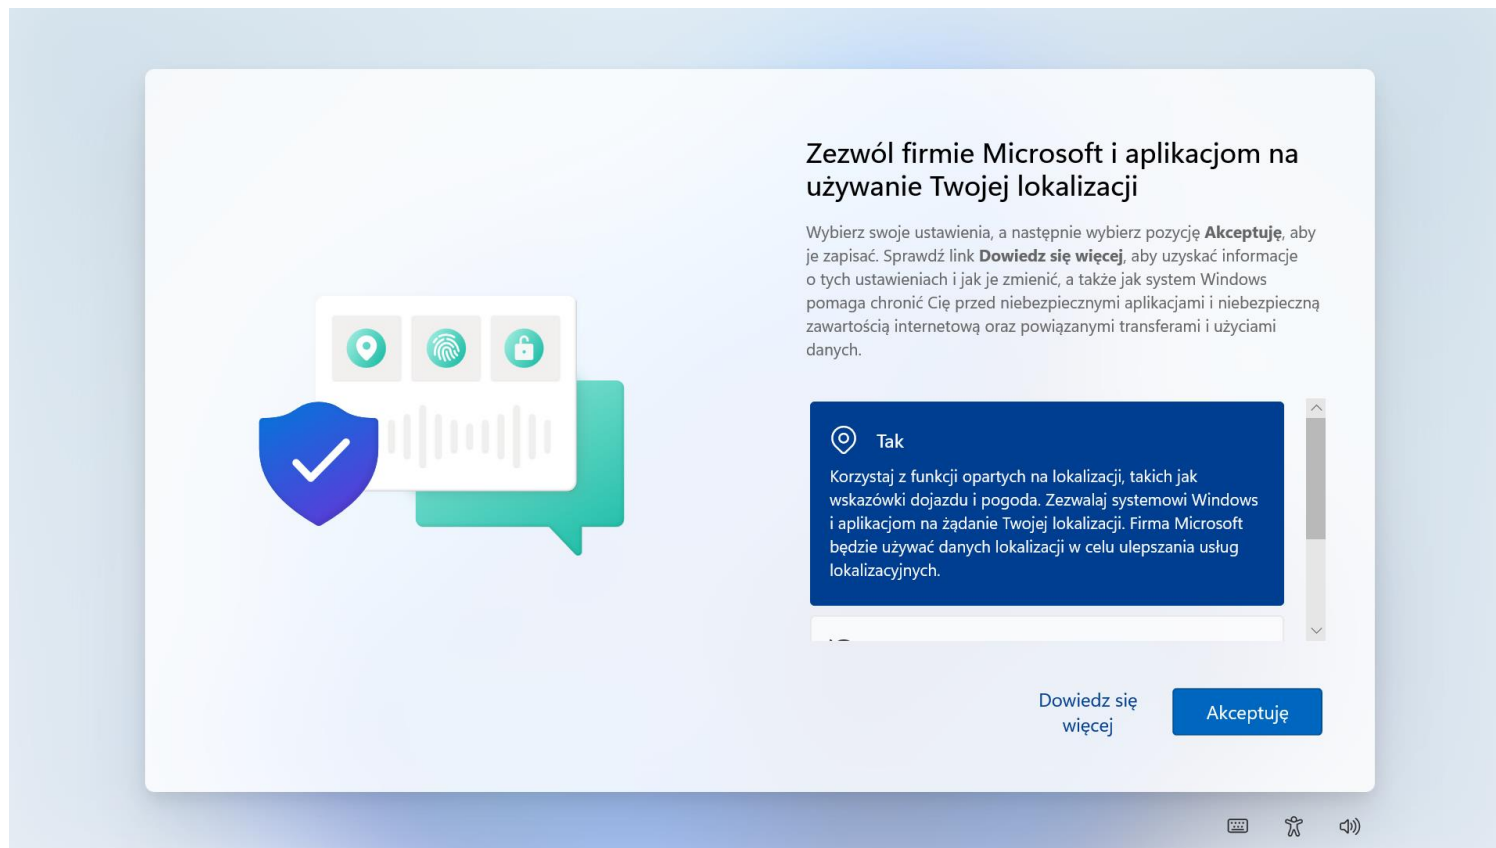 Zezwól firmie Microsoft i aplikacjom na
używanie Twojej lokalizacji
Wybierz swoje ustawienia, a następnie wybierz pozycję Akceptuję, aby
je zapisać. Sprawdź link Dowiedz się więcej, aby uzyskać informacje
o tych ustawieniach i jak je zmienić, a także jak system Windows
pomaga chronić Cię przed niebezpiecznymi aplikacjami i niebezpieczną
zawartością internetową oraz powiązanymi transferami i użyciami
danych.
Tak
Korzystaj z funkcji opartych na lokalizacji, takich jak
wskazówki dojazdu i pogoda. Zezwalaj systemowi Windows
i aplikacjom na żądanie Twojej lokalizacji. Firma Microsoft
będzie używać danych lokalizacji w celu ulepszania usług
lokalizacyjnych.
Dowiedz się
więcej
Akceptuję